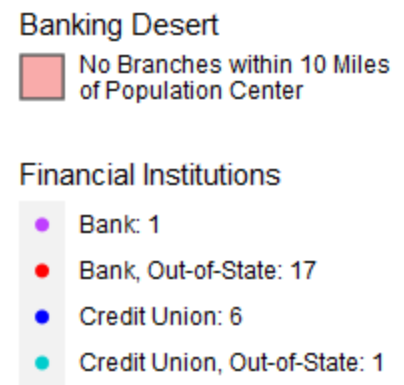 Banking Desert
No Branches within 10 Miles
of Population Center
Financial Institutions
Bank: 1
Bank, Out-of-State: 17
Credit Union: 6
Credit Union, Out-of-State: 1